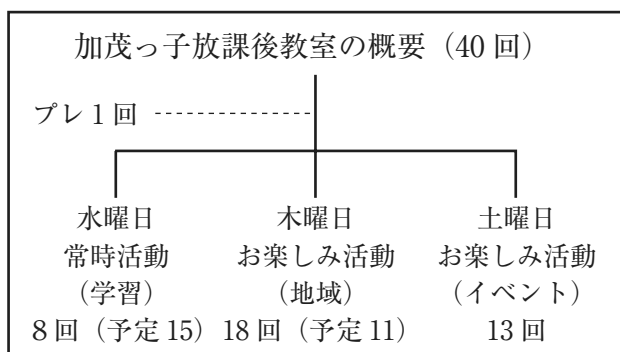 加茂っ子放課後教室の概要（40 回）
プレ 1 回
水曜日
常時活動
（学習）
8 回（予定 15）
木曜日
お楽しみ活動
（地域）
18 回（予定 11）
土曜日
お楽しみ活動
（イベント）
13 回